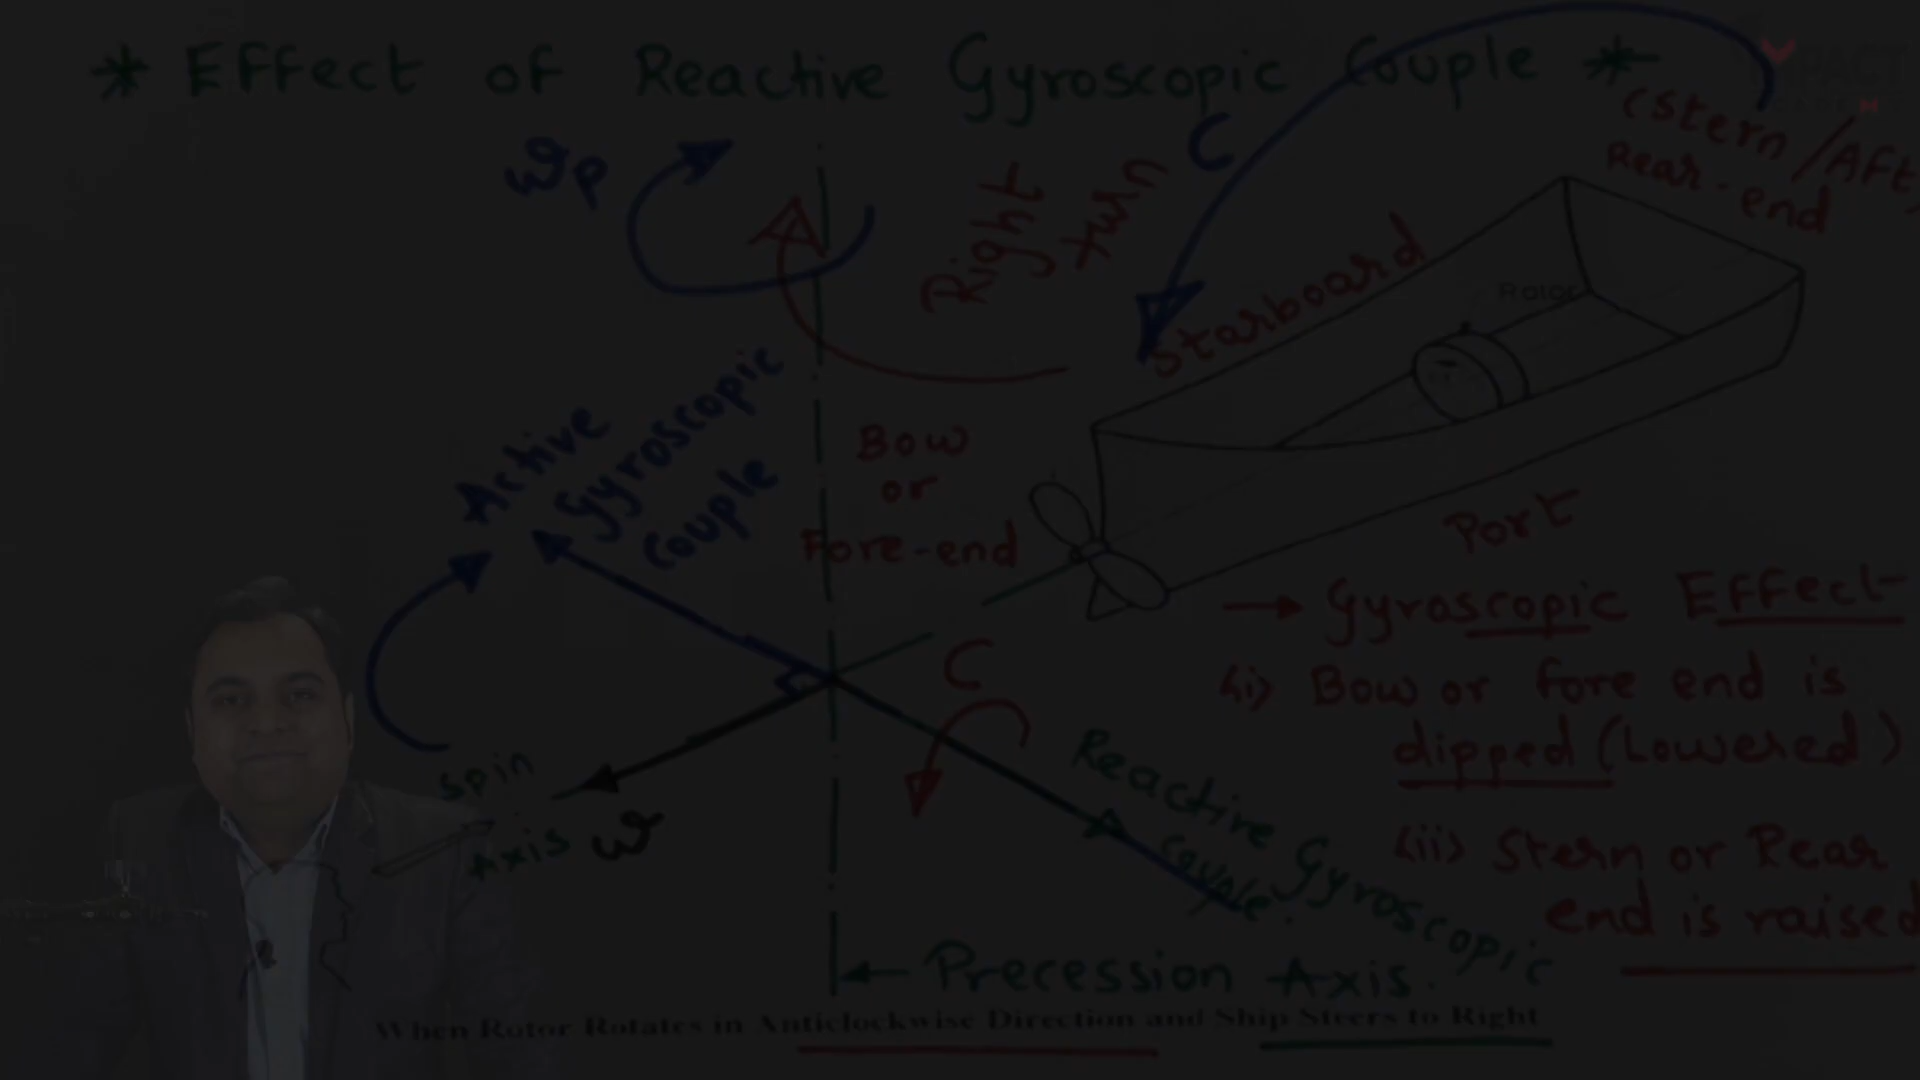 * Effect of Reactive Gyroscopic Couple *
PACT
ωp
Right
turn
C
(Stern/Aft,
Rear-end
Starboard
Rotor
Active
Gyroscopic
Couple
Bow
or
Fore-end
Port
→ Gyroscopic Effect-
(i) Bow or fore end is
dipped (Lowered)
C
Spin
Axis ω
Reactive Gyroscopic
Couple.
(ii) Stern or Rear
end is raised
Precession Axis.
When Rotor Rotates in Anticlockwise Direction and Ship Steers to Right